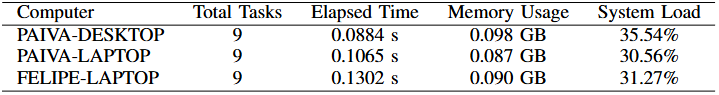 Computer Total Tasks Elapsed Time Memory Usage System Load
PAIVA-DESKTOP 9 0.0884 s 0.098 GB 35.54%
PAIVA-LAPTOP 9 0.1065 s 0.087 GB 30.56%
FELIPE-LAPTOP 9 0.1302 s 0.090 GB 31.27%